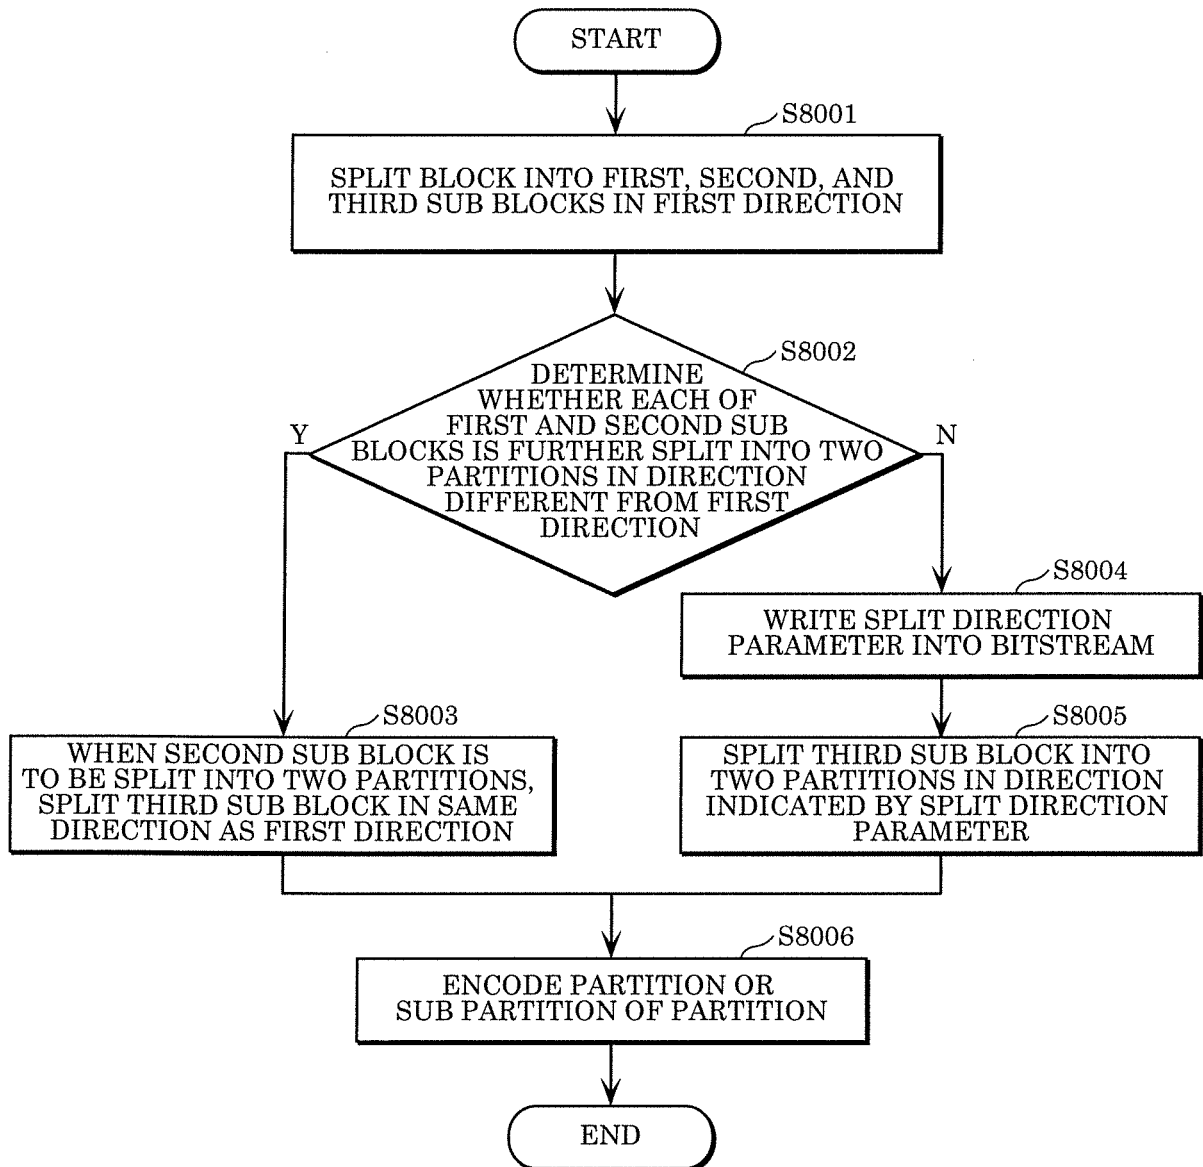 START
S8001
SPLIT BLOCK INTO FIRST, SECOND, AND
THIRD SUB BLOCKS IN FIRST DIRECTION
S8002
DETERMINE
WHETHER EACH OF
FIRST AND SECOND SUB
BLOCKS IS FURTHER SPLIT INTO TWO
PARTITIONS IN DIRECTION
DIFFERENT FROM FIRST
DIRECTION
Y
N
S8004
WRITE SPLIT DIRECTION
PARAMETER INTO BITSTREAM
S8003
WHEN SECOND SUB BLOCK IS
TO BE SPLIT INTO TWO PARTITIONS,
SPLIT THIRD SUB BLOCK IN SAME
DIRECTION AS FIRST DIRECTION
S8005
SPLIT THIRD SUB BLOCK INTO
TWO PARTITIONS IN DIRECTION
INDICATED BY SPLIT DIRECTION
PARAMETER
S8006
ENCODE PARTITION OR
SUB PARTITION OF PARTITION
END